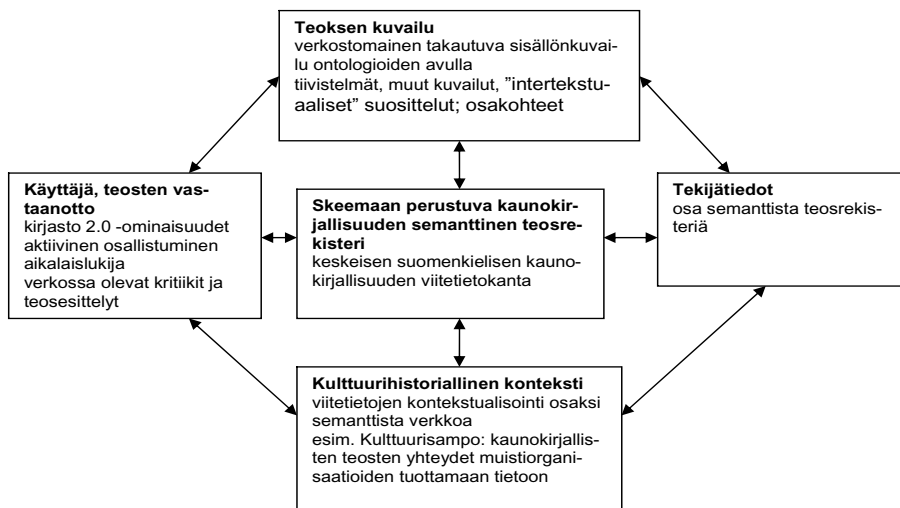 Teoksen kuvailu
verkostomainen takautuva sisällönkuvai-
lu ontologioiden avulla
tiivistelmät, muut kuvailut, ”intertekstu-
aaliset” suosittelut; osakohteet
Käyttäjä, teosten vas-
taanotto
kirjasto 2.0 -ominaisuudet
aktiivinen osallistuminen
aikalaislukija
verkossa olevat kritiikit ja
teosesittelyt
Skeemaan perustuva kaunokir-
jallisuuden semanttinen teosre-
kisteri
keskeisen suomenkielisen kauno-
kirjallisuuden viitetietokanta
Tekijätiedot
osa semanttista teosrekis-
teriä
Kulttuurihistoriallinen konteksti
viitetietojen kontekstualisointi osaksi
semanttista verkkoa
esim. Kulttuurisampo: kaunokirjallis-
ten teosten yhteydet muistiorgani-
saatioiden tuottamaan tietoon